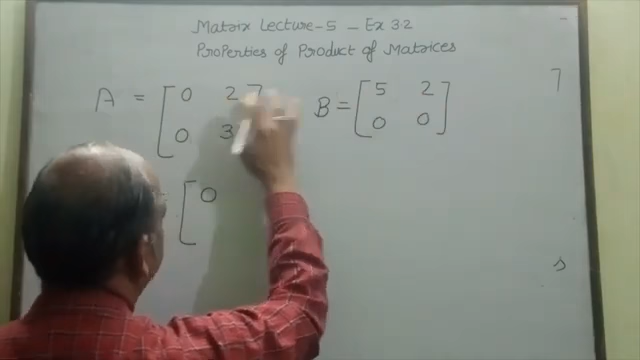 Matrix Lecture-5 - Ex 3.2
Properties of Product of Matrices
A = [ 0 2 ] B = [ 5 2 ]
0 3 0 0
[ 0
7
s